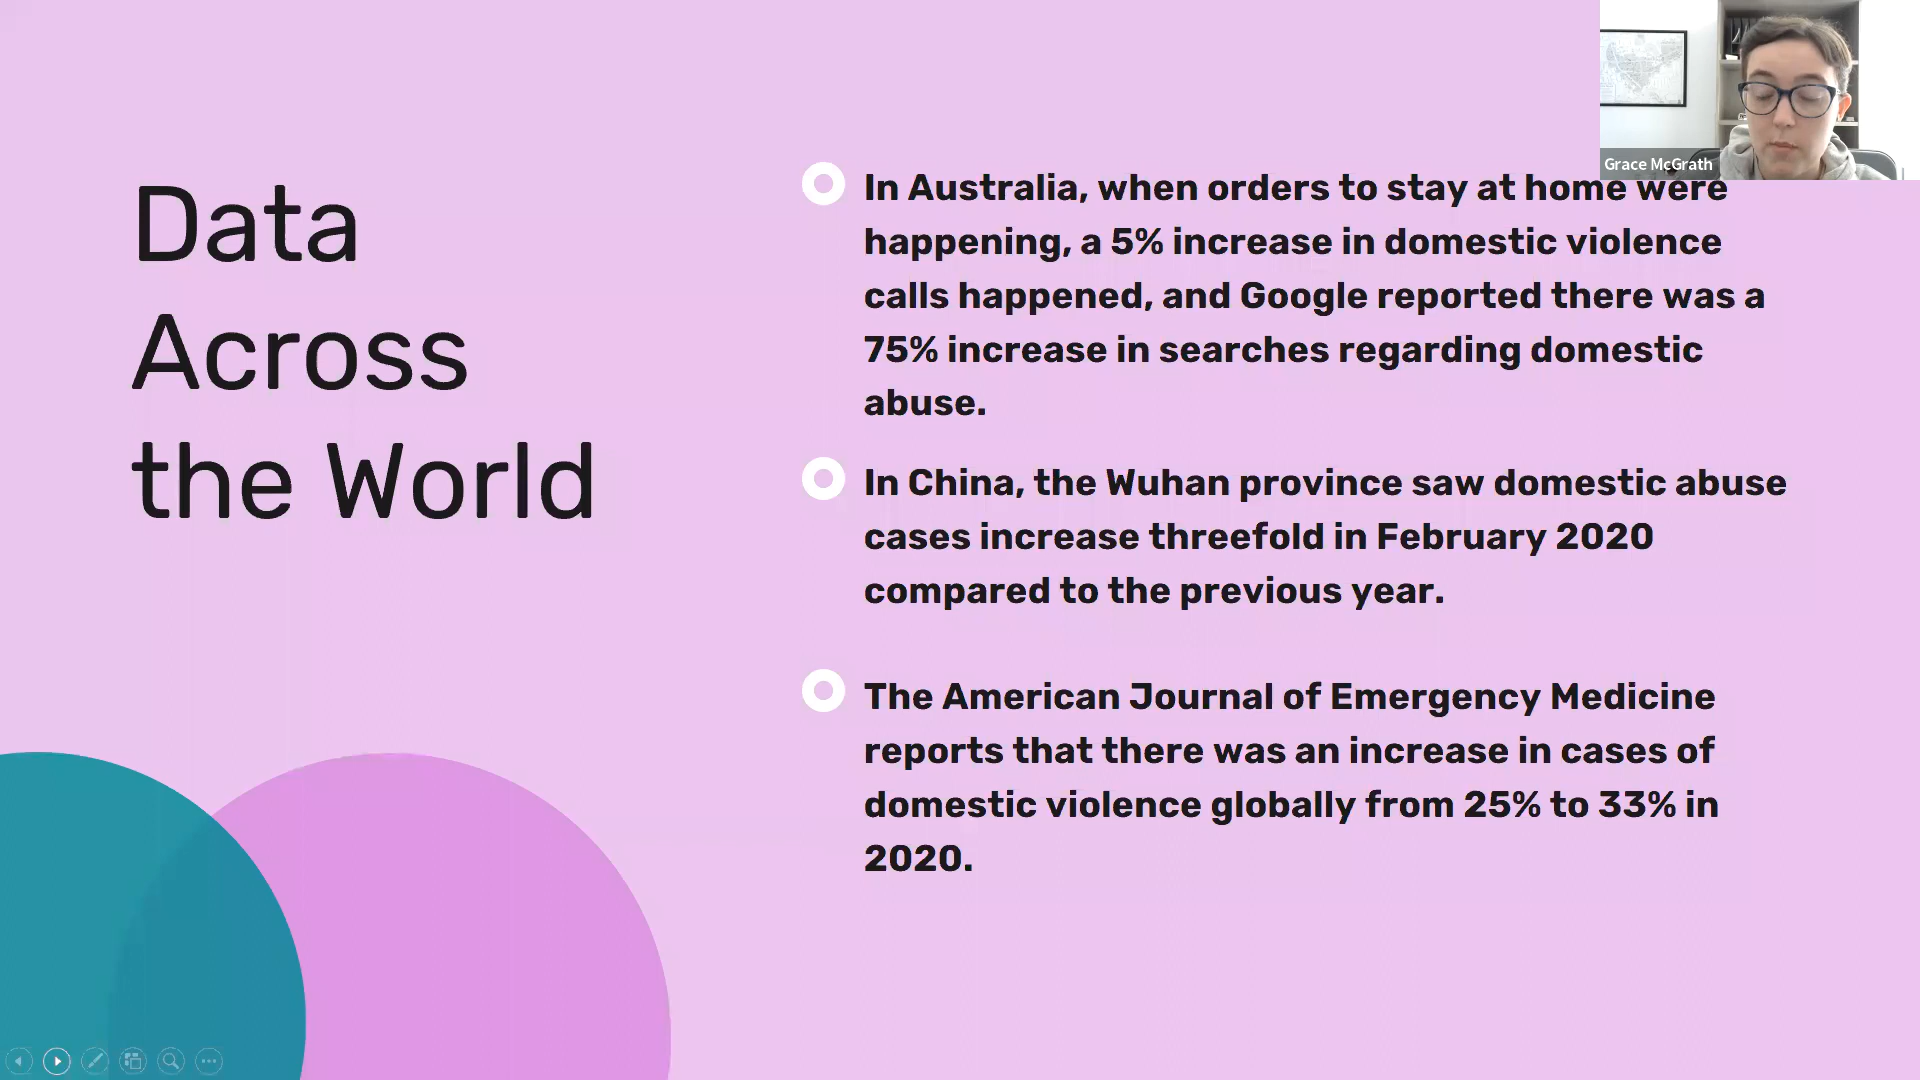 Grace McGrath
Data
Across
the World
In Australia, when orders to stay at home were
happening, a 5% increase in domestic violence
calls happened, and Google reported there was a
75% increase in searches regarding domestic
abuse.
In China, the Wuhan province saw domestic abuse
cases increase threefold in February 2020
compared to the previous year.
The American Journal of Emergency Medicine
reports that there was an increase in cases of
domestic violence globally from 25% to 33% in
2020.